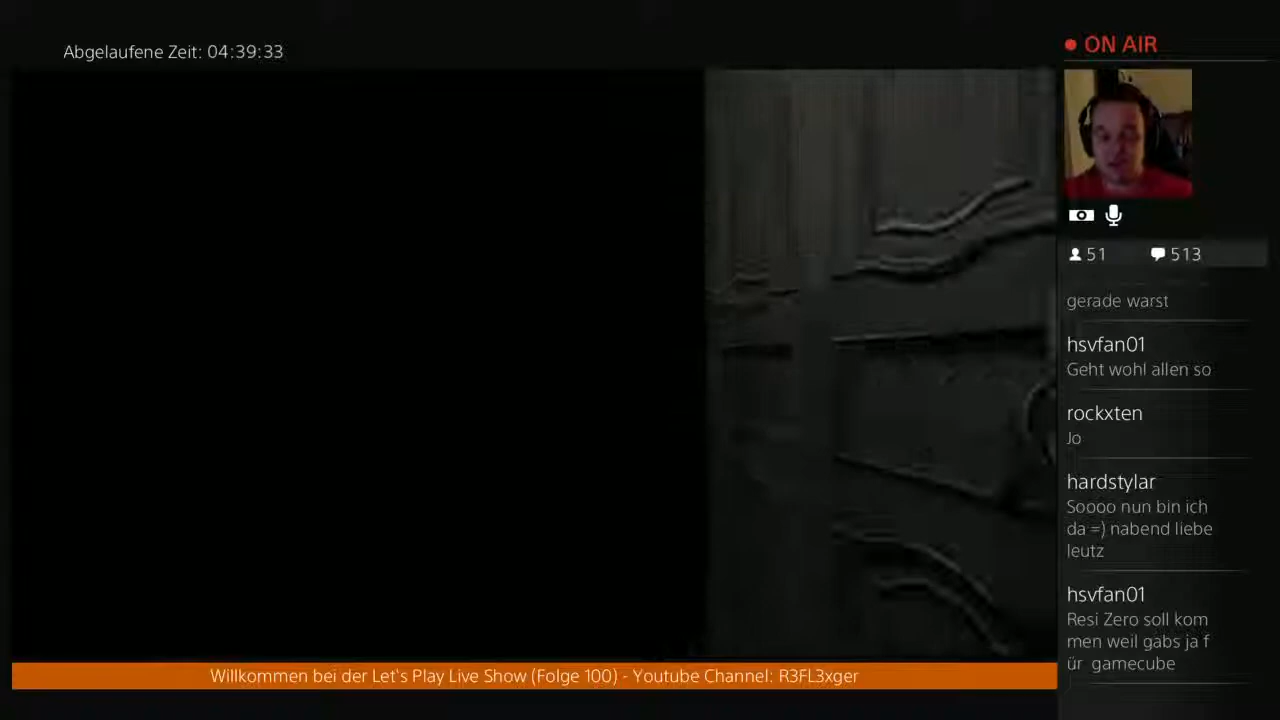 Abgelaufene Zeit: 04:39:33
ON AIR
51 513
gerade warst
hsvfan01
Geht wohl allen so
rockxten
Jo
hardstylar
Soooo nun bin ich
da =) nabend liebe
leutz
hsvfan01
Resi Zero soll kom
men weil gabs ja f
ür gamecube
Willkommen bei der Let's Play Live Show (Folge 100) - Youtube Channel: R3FL3xger